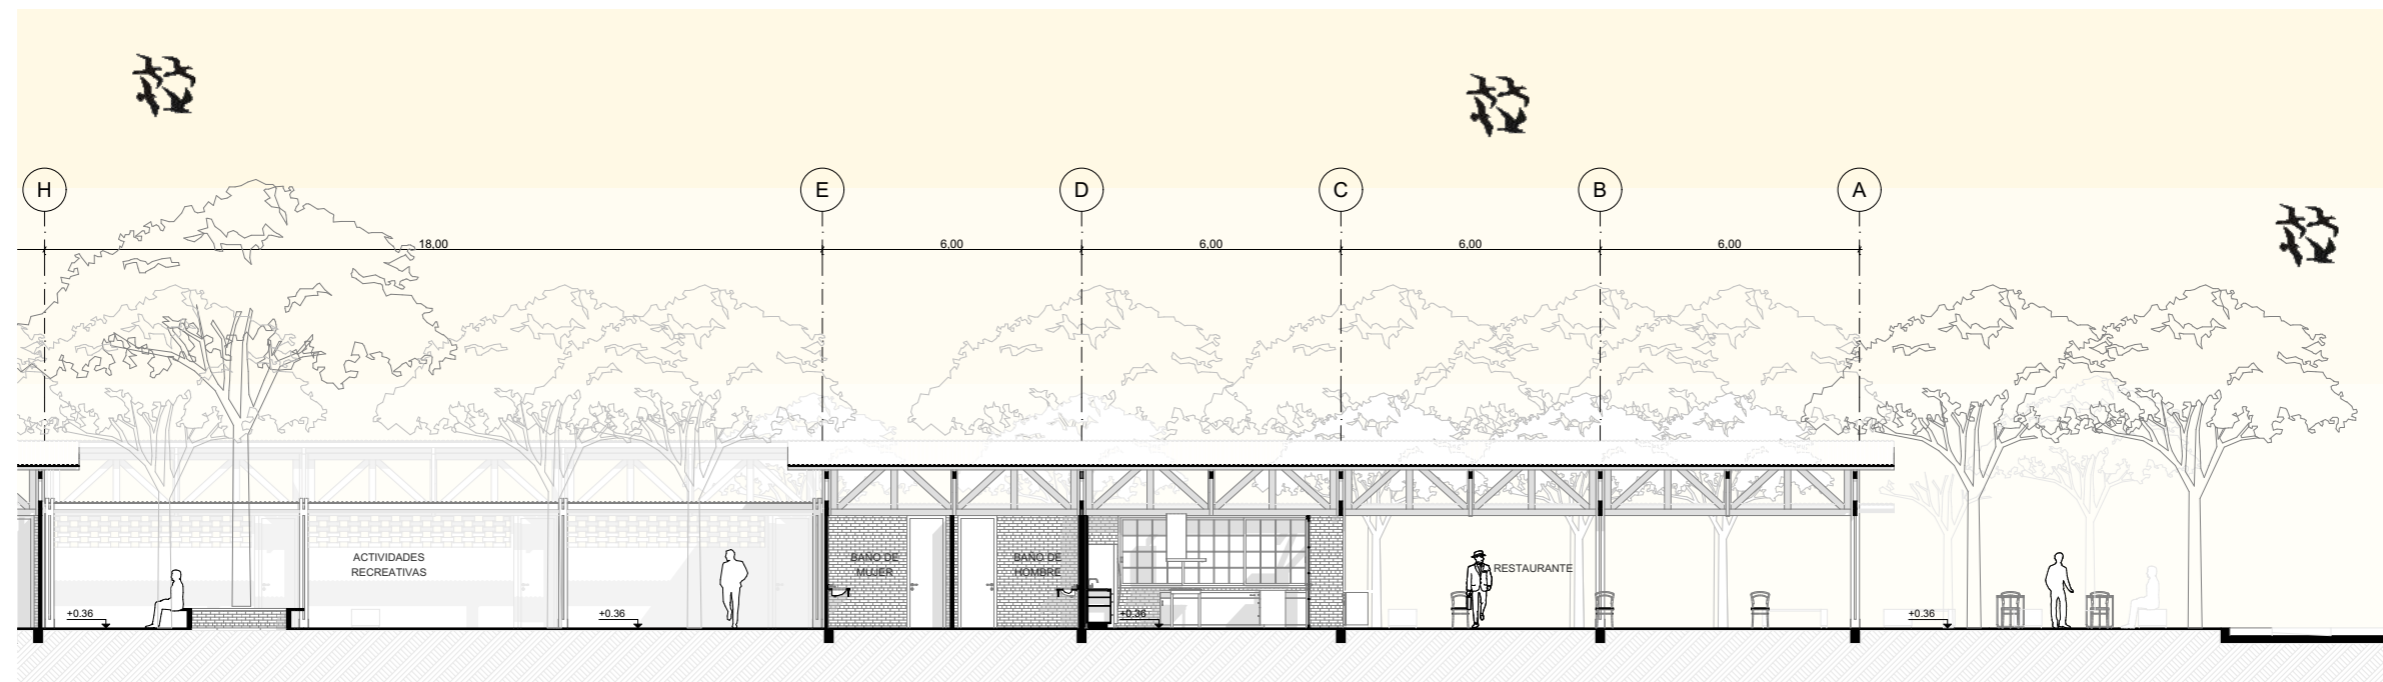 H
E
D
C
B
A
18,00
6,00
6,00
6,00
6,00
ACTIVIDADES
RECREATIVAS
BAÑO DE
MUJER
BAÑO DE
HOMBRE
RESTAURANTE
+0.36
+0.36
+0.36
+0.36